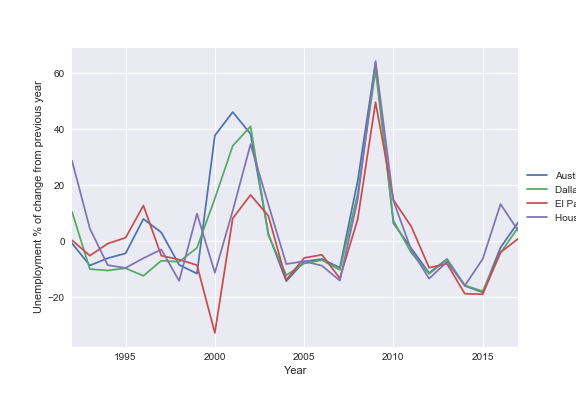 Unemployment % of change from previous year
60
40
20
0
−20
1995
2000
2005
2010
2015
Year
Aust
Dalla
El Pa
Hous